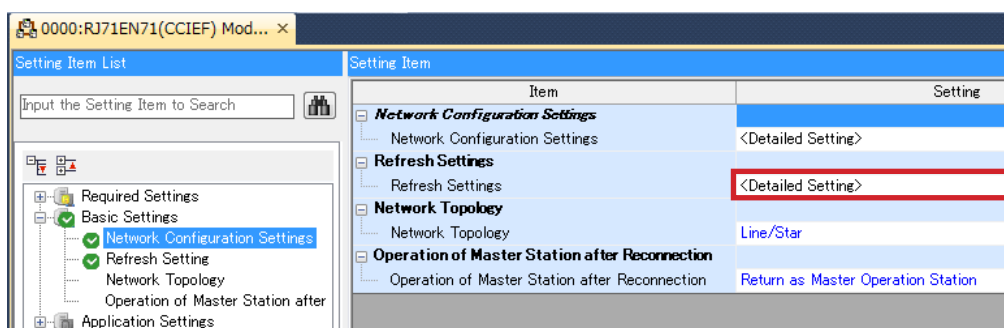 0000:RJ71EN71(CCIEF) Mod...
Setting Item List
Input the Setting Item to Search
Required Settings
Basic Settings
Network Configuration Settings
Refresh Setting
Network Topology
Operation of Master Station after
Application Settings
Setting Item
Item Setting
Network Configuration Settings
Network Configuration Settings <Detailed Setting>
Refresh Settings
Refresh Settings <Detailed Setting>
Network Topology
Network Topology Line/Star
Operation of Master Station after Reconnection
Operation of Master Station after Reconnection Return as Master Operation Station